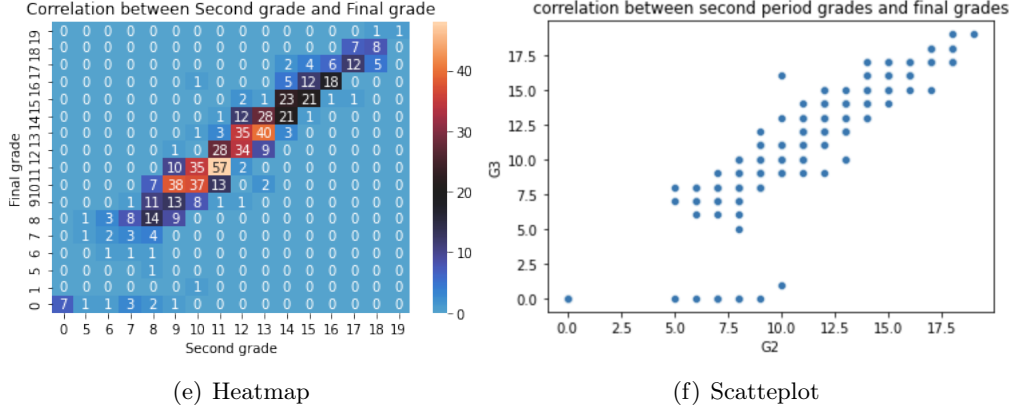 Correlation between Second grade and Final grade
19 0 0 0 0 0 0 0 0 0 0 0 0 0 0 1 1
18 0 0 0 0 0 0 0 0 0 0 0 0 0 7 8 0
17 0 0 0 0 0 0 0 0 0 0 2 4 6 12 5 0
16 0 0 0 0 0 0 1 0 0 0 5 12 18 0 0 0
15 0 0 0 0 0 0 0 0 2 1 23 21 1 1 0 0
14 0 0 0 0 0 0 0 1 12 28 21 1 0 0 0 0
13 0 0 0 0 0 0 1 3 35 40 3 0 0 0 0 0
12 0 0 0 0 0 1 0 28 34 9 0 0 0 0 0 0
11 0 0 0 0 0 10 35 57 2 0 0 0 0 0 0 0
10 0 0 0 0 7 38 37 13 0 2 0 0 0 0 0 0
9 0 0 0 0 11 13 8 1 1 0 0 0 0 0 0 0
8 0 1 3 8 14 9 0 0 0 0 0 0 0 0 0 0
7 0 1 2 3 4 0 0 0 0 0 0 0 0 0 0 0
6 0 0 1 1 1 0 0 0 0 0 0 0 0 0 0 0
5 0 0 0 0 1 0 0 0 0 0 0 0 0 0 0 0
1 0 0 0 0 0 0 1 0 0 0 0 0 0 0 0 0
0 7 1 1 3 2 1 0 0 0 0 0 0 0 0 0 0
0 5 6 7 8 9 10 11 12 13 14 15 16 17 18 19
Final grade
Second grade
40
30
20
10
0
(e) Heatmap
correlation between second period grades and final grades
17.5
15.0
12.5
10.0
7.5
5.0
2.5
0.0
G3
0.0 2.5 5.0 7.5 10.0 12.5 15.0 17.5
G2
(f) Scatteplot